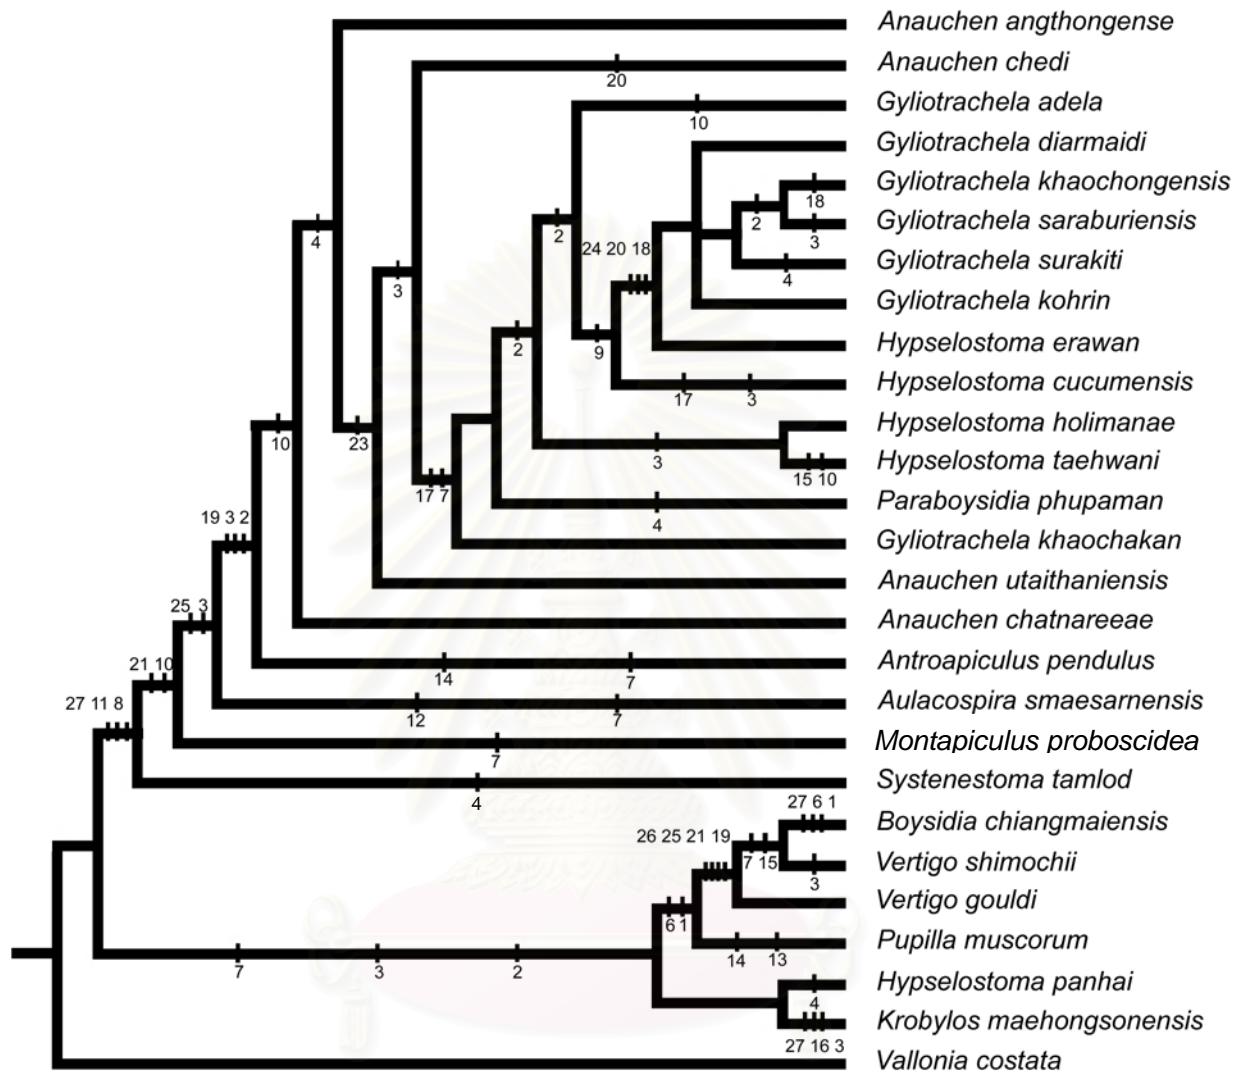 Anauchen angthongense
Anauchen chedi
20
Gyliotrachela adela
10
Gyliotrachela diarmaidi
Gyliotrachela khaochongensis
18
2
Gyliotrachela saraburiensis
3
4
2
24 20 18
Gyliotrachela surakiti
4
3
Gyliotrachela kohrin
2
9
Hypselostoma erawan
Hypselostoma cucumensis
17
3
Hypselostoma holimanae
10
23
3
Hypselostoma taehwani
15 10
17 7
Paraboysidia phupaman
4
19 3 2
Gyliotrachela khaochakan
Anauchen utaithaniensis
25 3
Anauchen chatnareeae
21 10
Antroapiculus pendulus
14
7
27 11 8
Aulacospira smaesarnensis
12
7
Montapiculus proboscidea
7
Systenestoma tamlod
4
27 6 1
Boysidia chiangmaiensis
26 25 21 19
7 15
Vertigo shimochii
3
Vertigo gouldi
6 1
Pupilla muscorum
14 13
7
3
2
Hypselostoma panhai
4
Krobylos maehongsonensis
27 16 3
Vallonia costata